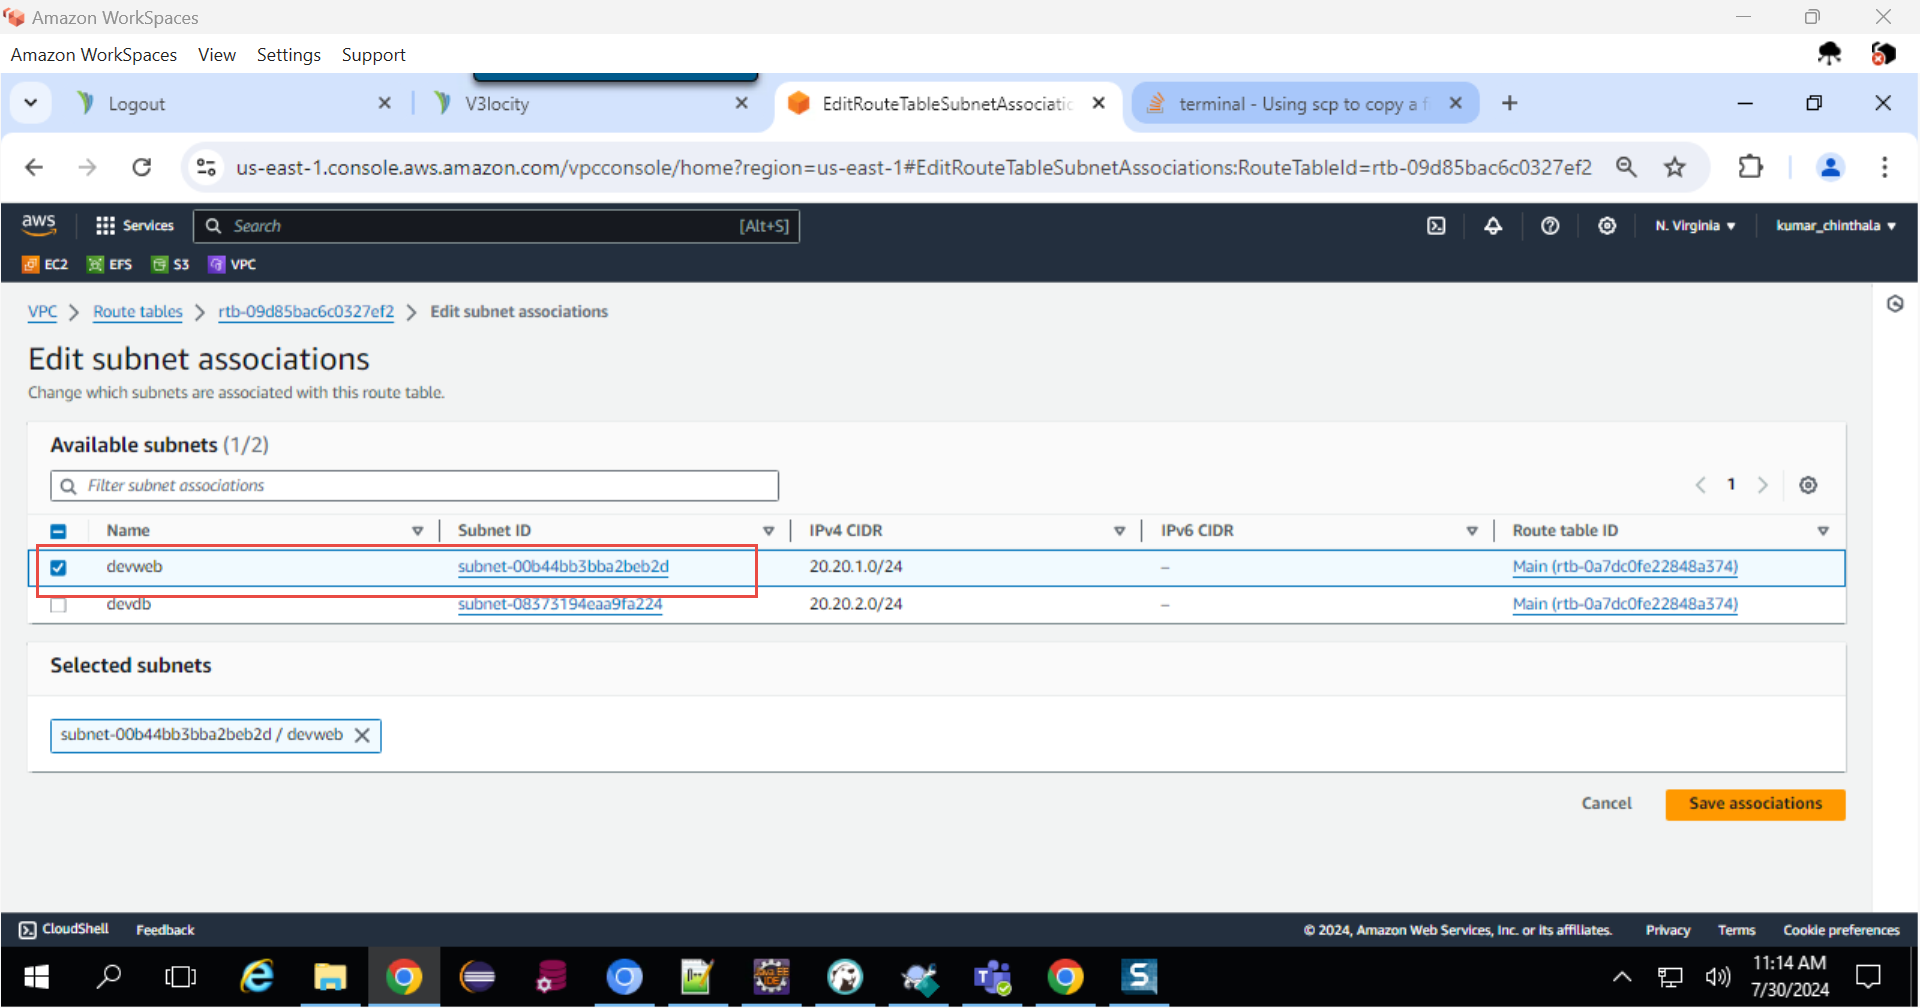 Amazon WorkSpaces
Amazon WorkSpaces View Settings Support
Logout V3locity EditRouteTableSubnetAssociatic terminal - Using scp to copy a f
us-east-1.console.aws.amazon.com/vpcconsole/home?region=us-east-1#EditRouteTableSubnetAssociations:RouteTableId=rtb-09d85bac6c0327ef2
aws Services Search [Alt+S] N. Virginia kumar_chinthala
EC2 EFS S3 VPC
VPC > Route tables > rtb-09d85bac6c0327ef2 > Edit subnet associations
Edit subnet associations
Change which subnets are associated with this route table.
Available subnets (1/2)
Filter subnet associations
1
Name Subnet ID IPv4 CIDR IPv6 CIDR Route table ID
devweb subnet-00b44bb3bba2beb2d 20.20.1.0/24 – Main (rtb-0a7dc0fe22848a374)
devdb subnet-08373194eaa9fa224 20.20.2.0/24 – Main (rtb-0a7dc0fe22848a374)
Selected subnets
subnet-00b44bb3bba2beb2d / devweb
Cancel Save associations
CloudShell Feedback © 2024, Amazon Web Services, Inc. or its affiliates. Privacy Terms Cookie preferences
11:14 AM
7/30/2024